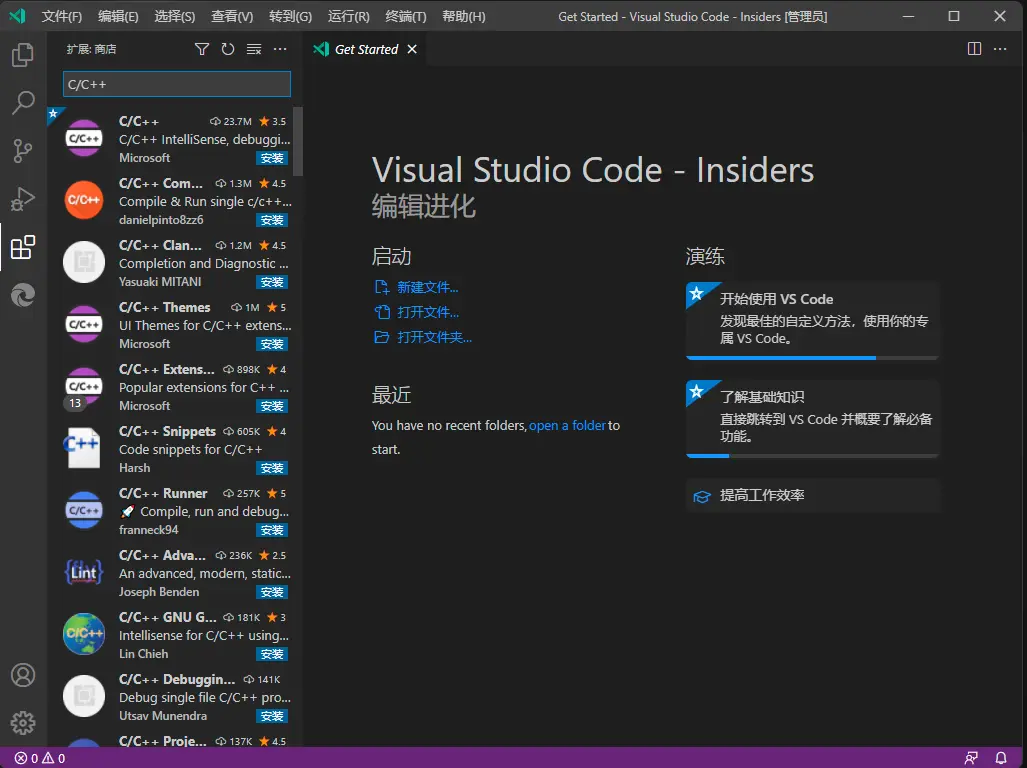 文件(F) 编辑(E) 选择(S) 查看(V) 转到(G) 运行(R) 终端(T) 帮助(H) Get Started - Visual Studio Code - Insiders [管理员]
扩展: 商店
Get Started
C/C++
C/C++ 23.7M 3.5
C/C++ IntelliSense, debuggi...
Microsoft 安装
C/C++ Com... 1.3M 4.5
Compile & Run single c/c++...
danielpinto8zz6 安装
C/C++ Clan... 1.2M 4.5
Completion and Diagnostic ...
Yasuaki MITANI 安装
C/C++ Themes 1M 5
UI Themes for C/C++ extens...
Microsoft 安装
C/C++ Extens... 898K 4
Popular extensions for C++ ...
13
Microsoft 安装
C/C++ Snippets 605K 4
Code snippets for C/C++
Harsh 安装
C/C++ Runner 257K 5
🚀 Compile, run and debug...
franneck94 安装
C/C++ Adva... 236K 2.5
An advanced, modern, static...
Joseph Benden 安装
C/C++ GNU G... 181K 3
Intellisense for C/C++ using...
Lin Chieh 安装
C/C++ Debuggin... 141K
Debug single file C/C++ pro...
Utsav Munendra 安装
C/C++ Proje... 137K 4.5
C/C++
C/C++
C/C++
C/C++
C++
C/C++
{Lint}
C/C++
Visual Studio Code - Insiders
编辑进化
启动
新建文件...
打开文件...
打开文件夹...
最近
You have no recent folders, open a folder to
start.
演练
开始使用 VS Code
发现最佳的自定义方法，使用你的专
属 VS Code。
了解基础知识
直接跳转到 VS Code 并概要了解必备
功能。
提高工作效率
0 0